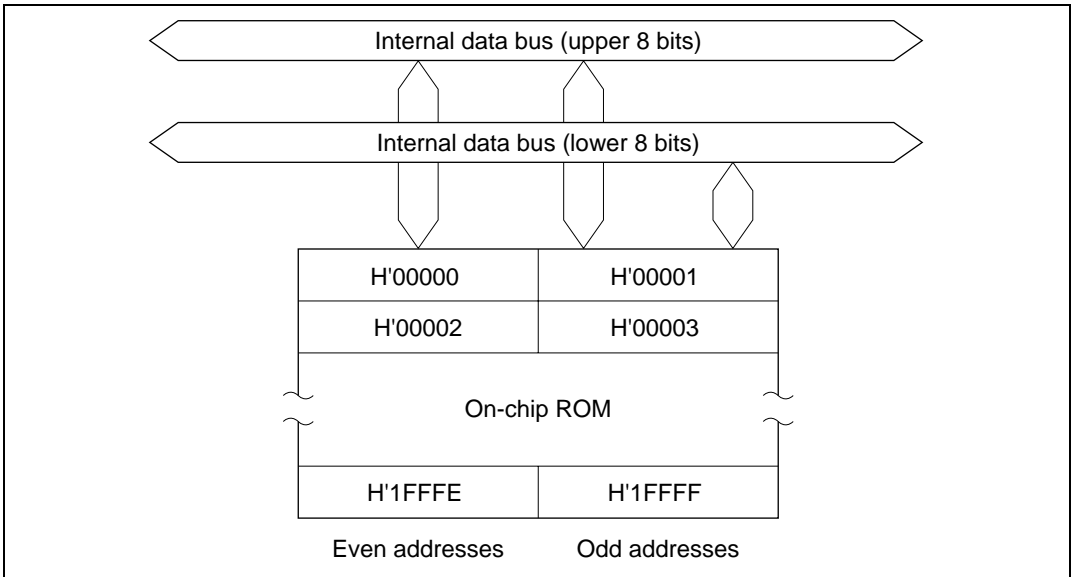 Internal data bus (upper 8 bits)
Internal data bus (lower 8 bits)
H'00000 H'00001
H'00002 H'00003
On-chip ROM
H'1FFFE H'1FFFF
Even addresses Odd addresses